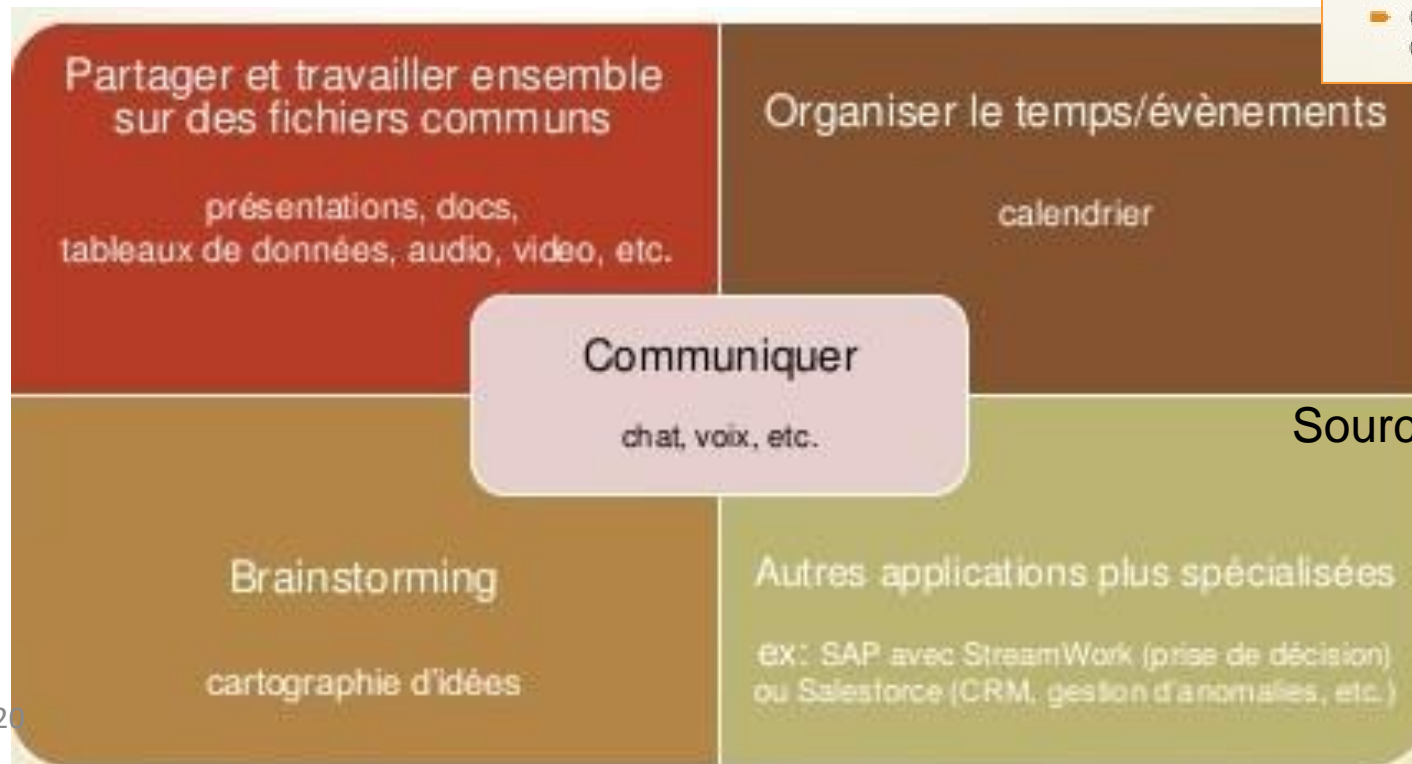 Partager et travailler ensemble
sur des fichiers communs
présentations, docs,
tableaux de données, audio, video, etc.
Organiser le temps/évènements
calendrier
Communiquer
chat, voix, etc.
Sourc
Brainstorming
cartographie d'idées
Autres applications plus spécialisées
ex: SAP avec StreamWork (prise de décision)
ou Salesforce (CRM, gestion d'anomalies, etc.)
20